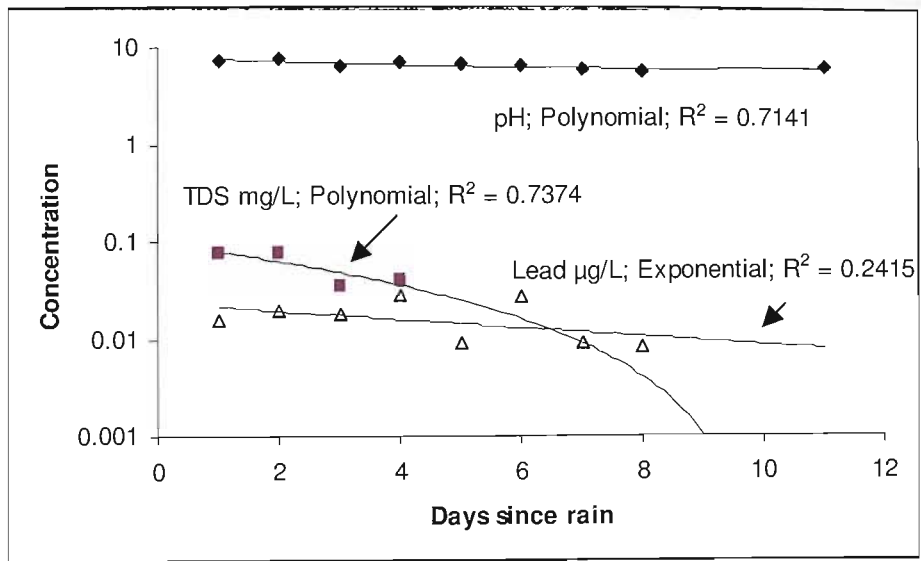 10
pH; Polynomial; R² = 0.7141
1
TDS mg/L; Polynomial; R² = 0.7374
0.1
Lead µg/L; Exponential; R² = 0.2415
0.01
0.001
Concentration
0 2 4 6 8 10 12
Days since rain